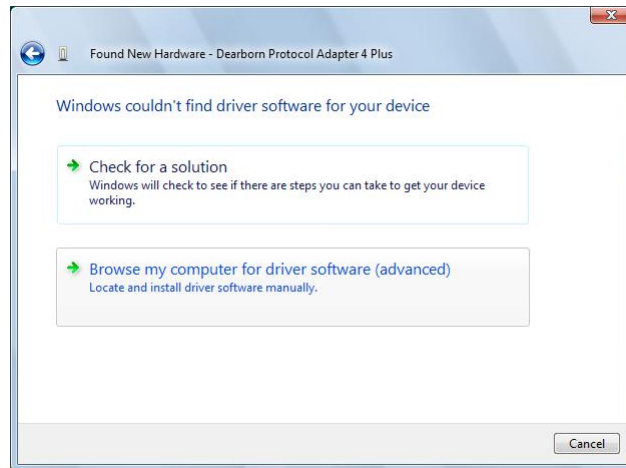 Found New Hardware - Dearborn Protocol Adapter 4 Plus
Windows couldn't find driver software for your device
Check for a solution
Windows will check to see if there are steps you can take to get your device
working.
Browse my computer for driver software (advanced)
Locate and install driver software manually.
Cancel